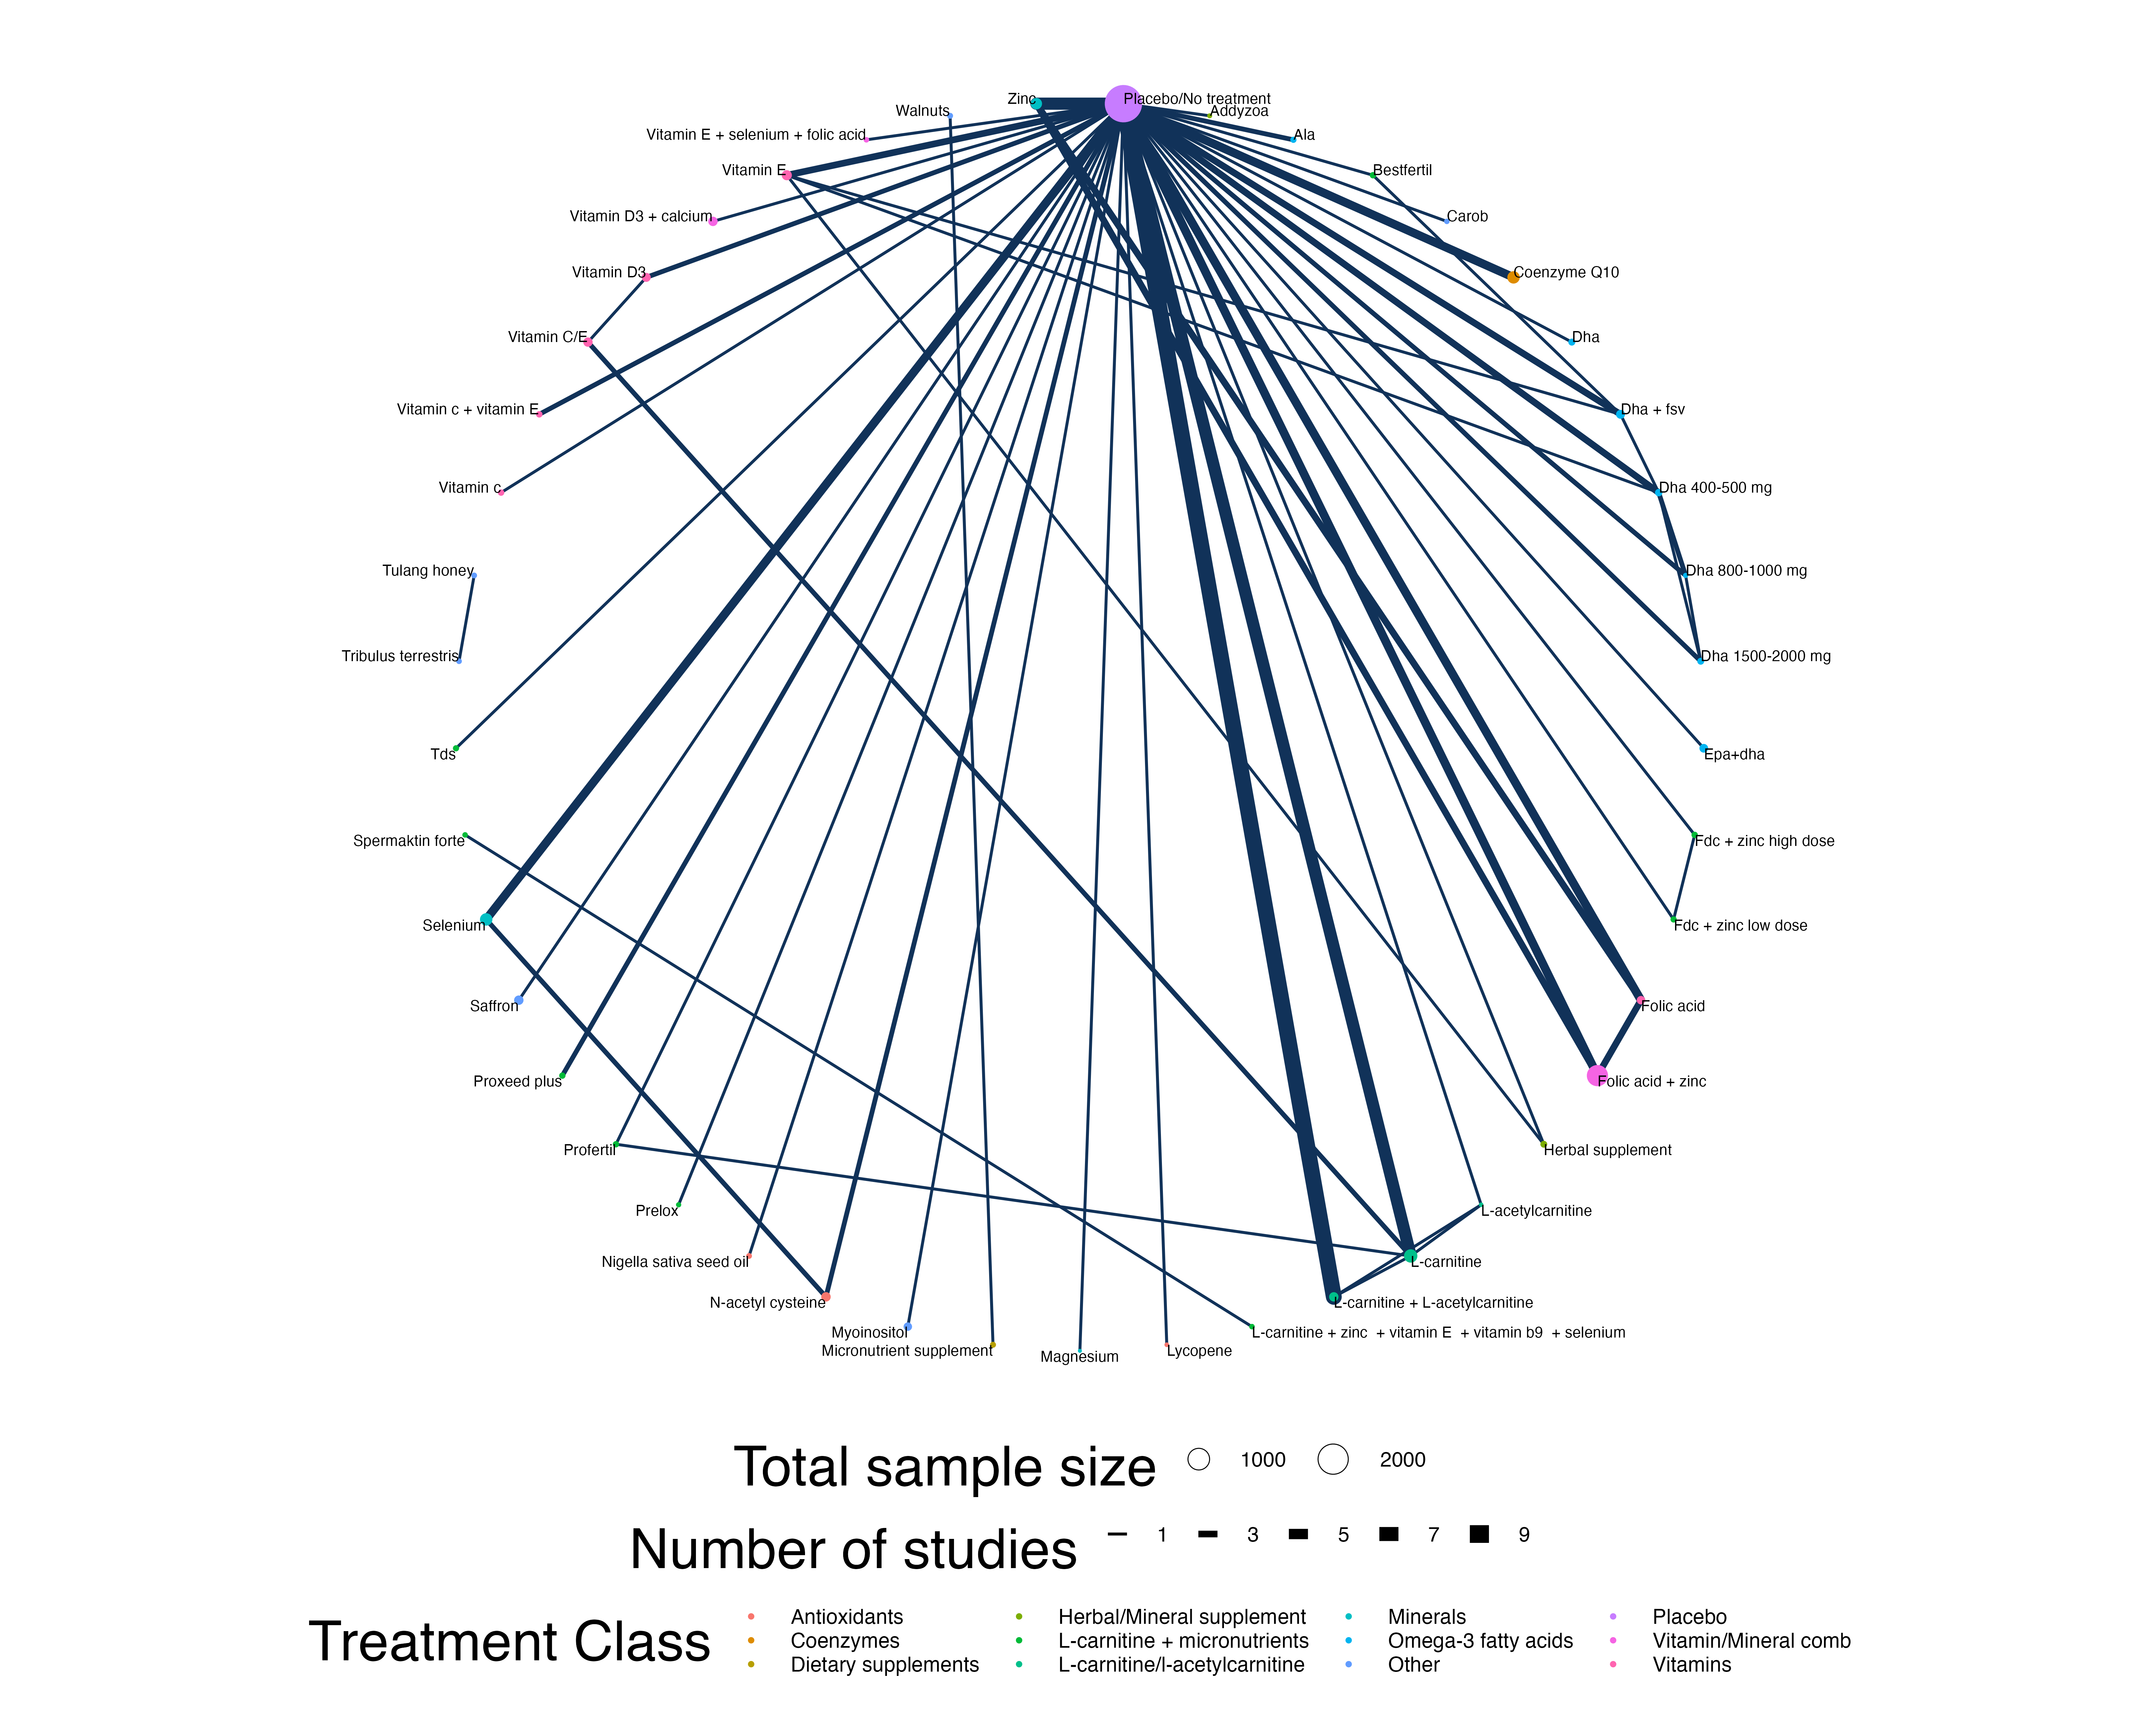 Placebo/No treatment
Zinc
Walnuts
Addyzoa
Vitamin E + selenium + folic acid
Ala
Vitamin E
Bestfertil
Vitamin D3 + calcium
Carob
Vitamin D3
Coenzyme Q10
Vitamin C/E
Dha
Vitamin c + vitamin E
Dha + fsv
Vitamin c
Dha 400-500 mg
Tulang honey
Dha 800-1000 mg
Tribulus terrestris
Dha 1500-2000 mg
Tds
Epa+dha
Spermaktin forte
Fdc + zinc high dose
Selenium
Fdc + zinc low dose
Saffron
Folic acid
Proxeed plus
Folic acid + zinc
Profertil
Herbal supplement
Prelox
L-acetylcarnitine
Nigella sativa seed oil
L-carnitine
N-acetyl cysteine
L-carnitine + L-acetylcarnitine
Myoinositol
L-carnitine + zinc + vitamin E + vitamin b9 + selenium
Micronutrient supplement
Lycopene
Magnesium
Total sample size 1000 2000
Number of studies 1 3 5 7 9
Treatment Class
Antioxidants
Coenzymes
Dietary supplements
Herbal/Mineral supplement
L-carnitine + micronutrients
L-carnitine/l-acetylcarnitine
Minerals
Omega-3 fatty acids
Other
Placebo
Vitamin/Mineral comb
Vitamins